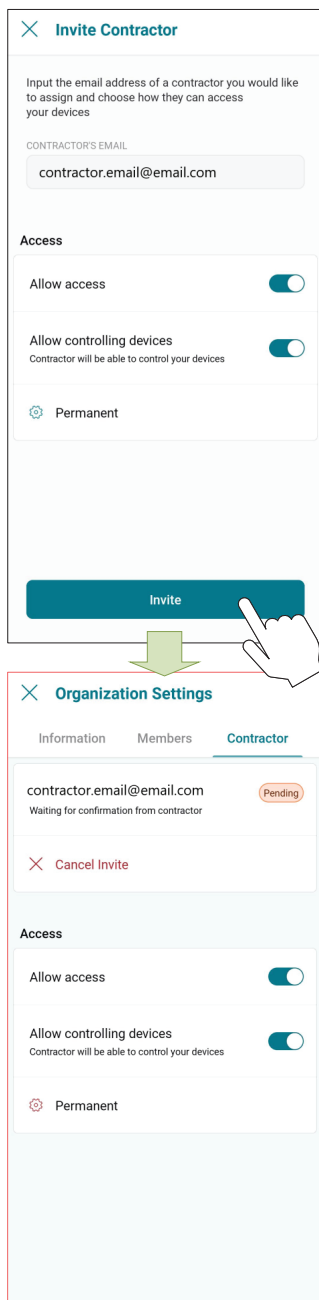 Invite Contractor
Input the email address of a contractor you would like
to assign and choose how they can access
your devices
CONTRACTOR'S EMAIL
contractor.email@email.com
Access
Allow access
Allow controlling devices
Contractor will be able to control your devices
Permanent
Invite
Organization Settings
Information Members Contractor
contractor.email@email.com Pending
Waiting for confirmation from contractor
Cancel Invite
Access
Allow access
Allow controlling devices
Contractor will be able to control your devices
Permanent